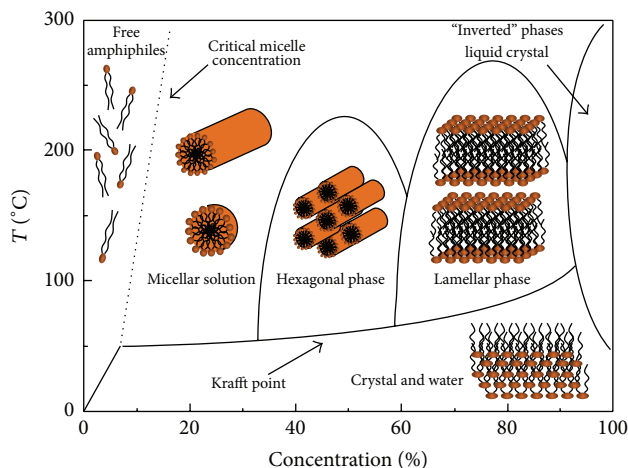 Free
amphiphiles
Critical micelle
concentration
"Inverted" phases
liquid crystal
Micellar solution
Hexagonal phase
Lamellar phase
Krafft point
Crystal and water
300
200
100
0
T (°C)
0
20
40
60
80
100
Concentration (%)